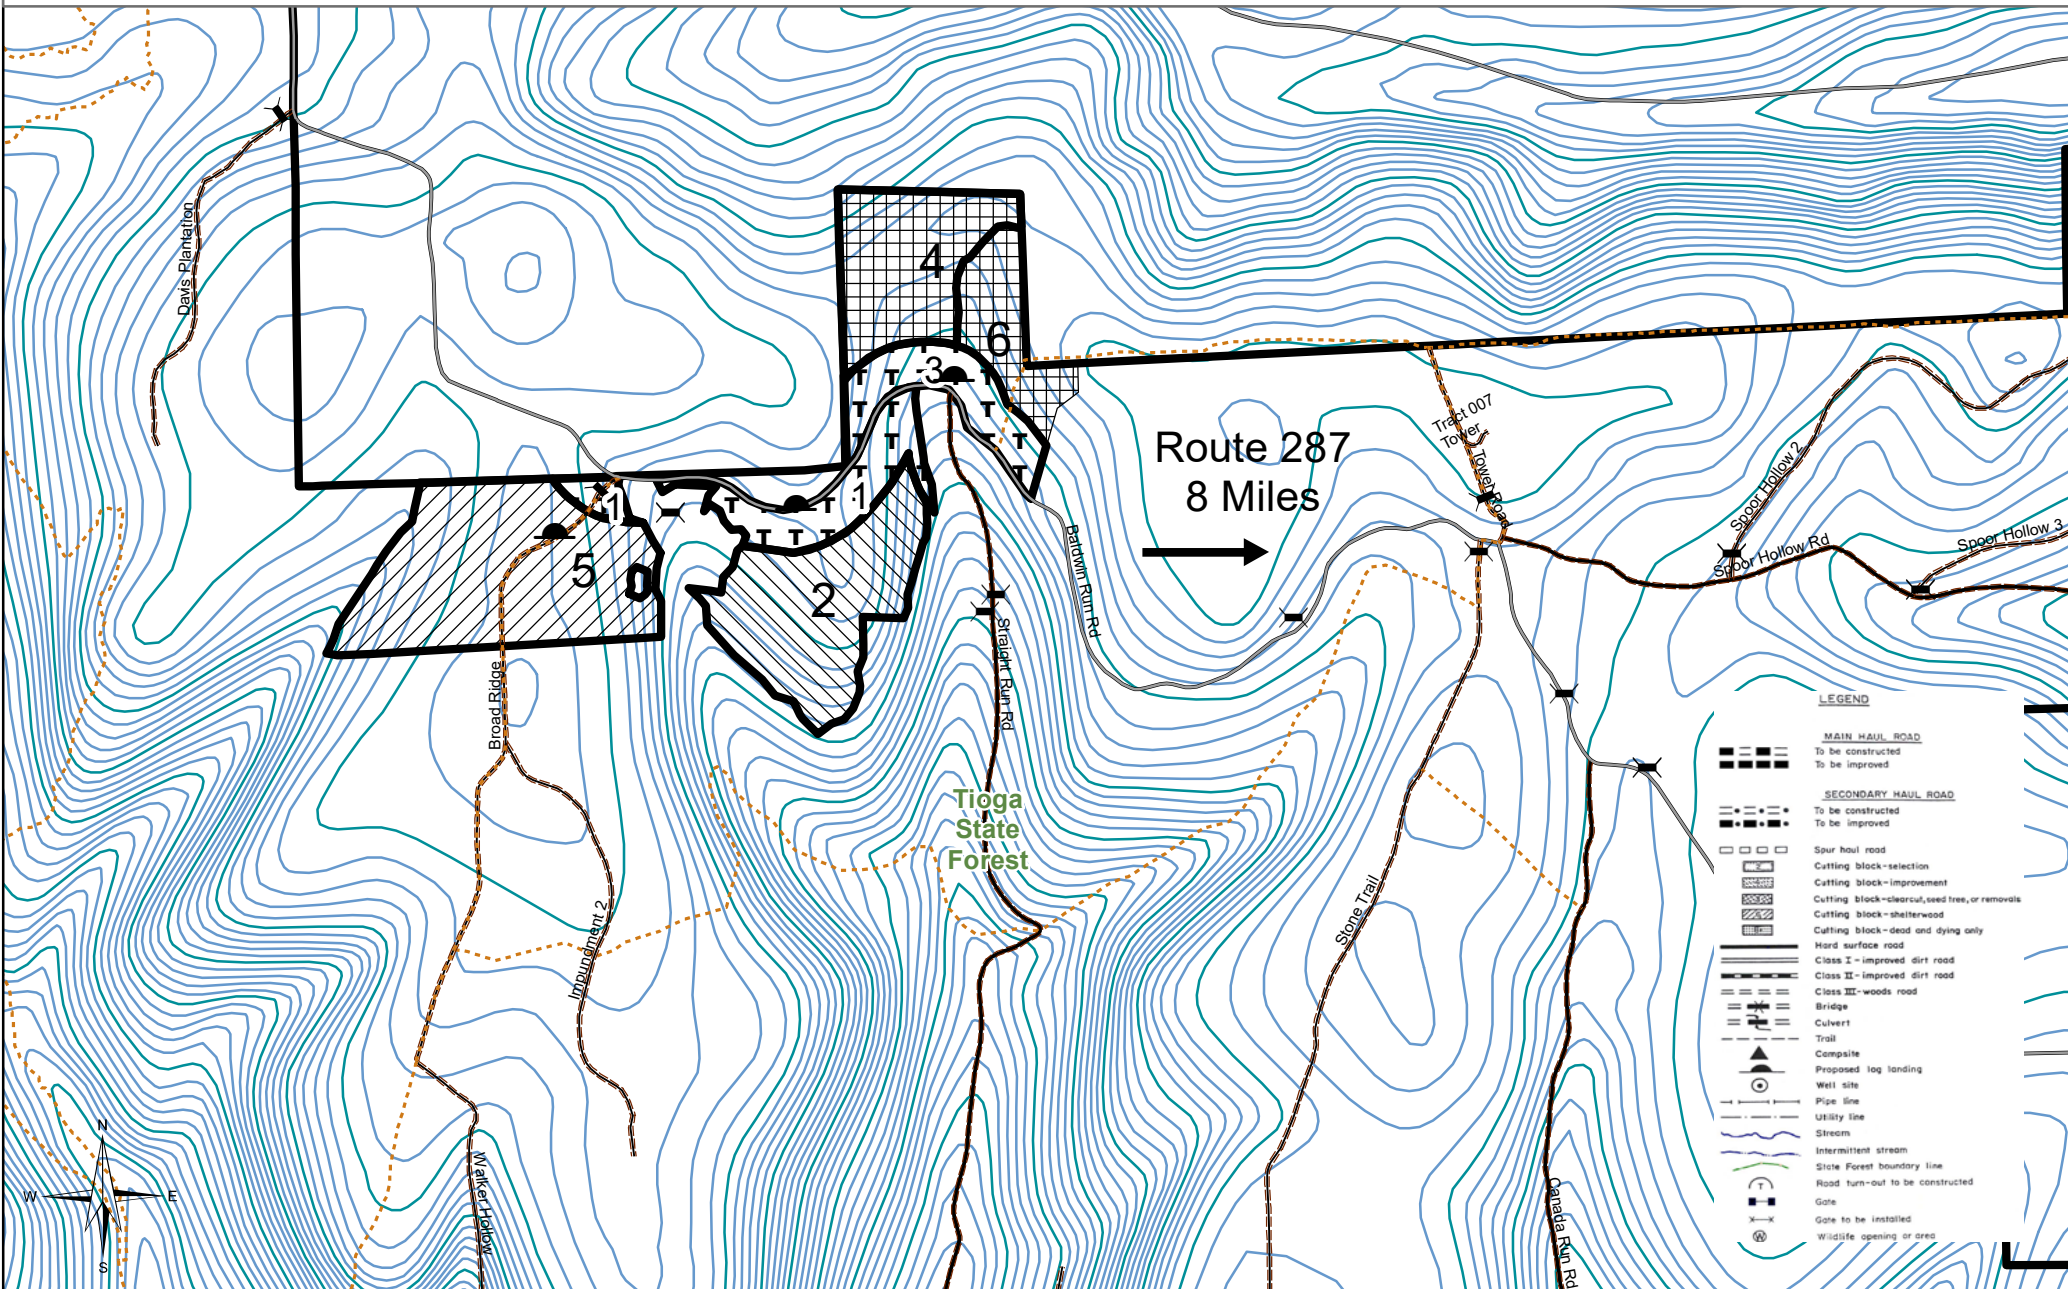 Davis Plantation
4
6
3
1
1
5
2
Route 287
8 Miles
Tract 007
Tower
Tower Road
Spoor Hollow 2
Spoor Hollow Rd
Spoor Hollow 3
Baldwin Run Rd
Straight Run Rd
Broad Ridge
Tioga
State
Forest
Impundment 2
Stone Trail
Walker Hollow
Canada Run Rd
N
W
E
S
LEGEND
MAIN HAUL ROAD
To be constructed
To be improved
SECONDARY HAUL ROAD
To be constructed
To be improved
Spur haul road
Cutting block-selection
Cutting block-improvement
Cutting block-clearcut, seed tree, or removals
Cutting block-shelterwood
Cutting block-dead and dying only
Hard surface road
Class I-improved dirt road
Class II-improved dirt road
Class III-woods road
Bridge
Culvert
Trail
Campsite
Proposed log landing
Well site
Pipe line
Utility line
Stream
Intermittent stream
State Forest boundary line
T Road turn-out to be constructed
Gate
Gate to be installed
W Wildlife opening or area